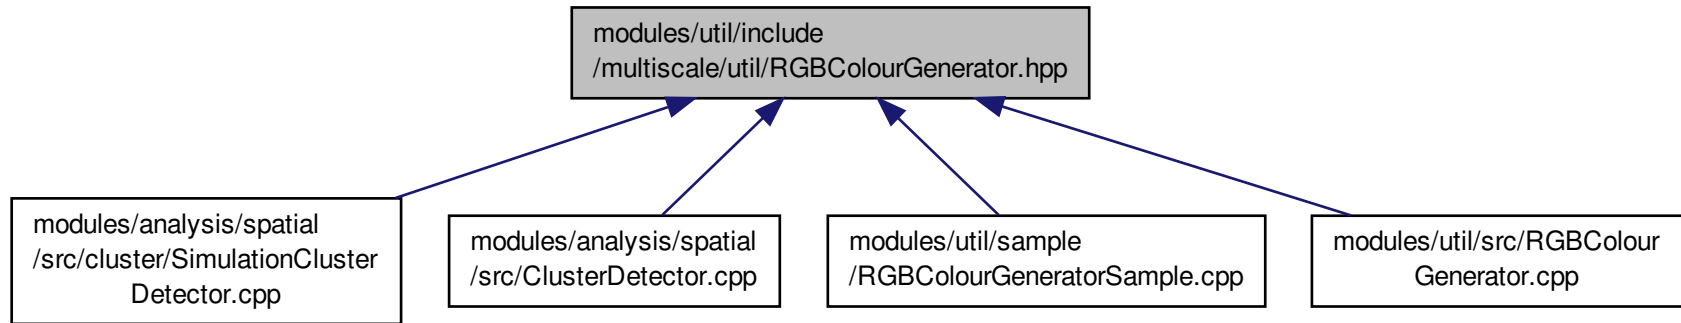 modules/util/include
/multiscale/util/RGBColourGenerator.hpp
modules/analysis/spatial
/src/cluster/SimulationCluster
Detector.cpp
modules/analysis/spatial
/src/ClusterDetector.cpp
modules/util/sample
/RGBColourGeneratorSample.cpp
modules/util/src/RGBColour
Generator.cpp